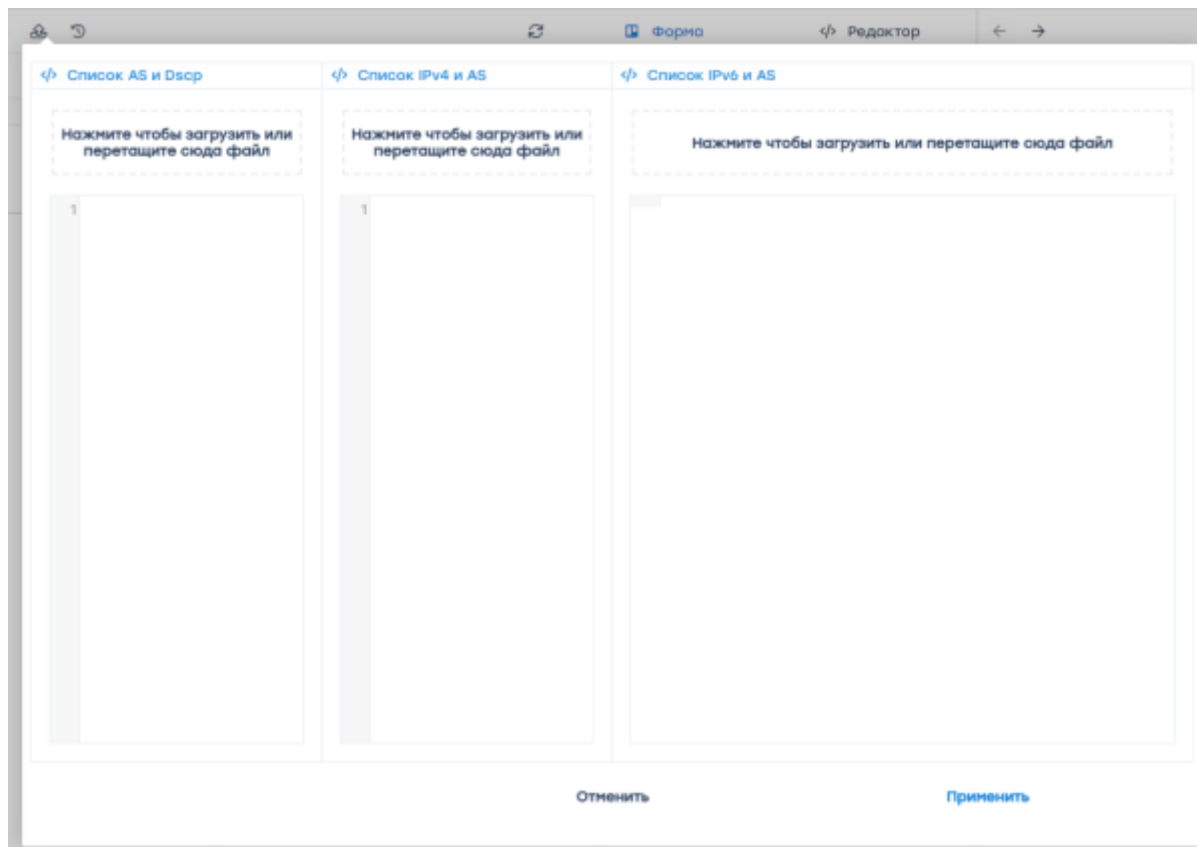 Форма
</> Редактор
</> Список AS и Dscp
</> Список IPv4 и AS
</> Список IPv6 и AS
Нажмите чтобы загрузить или
перетащите сюда файл
Нажмите чтобы загрузить или
перетащите сюда файл
Нажмите чтобы загрузить или перетащите сюда файл
1
1
Отменить
Применить